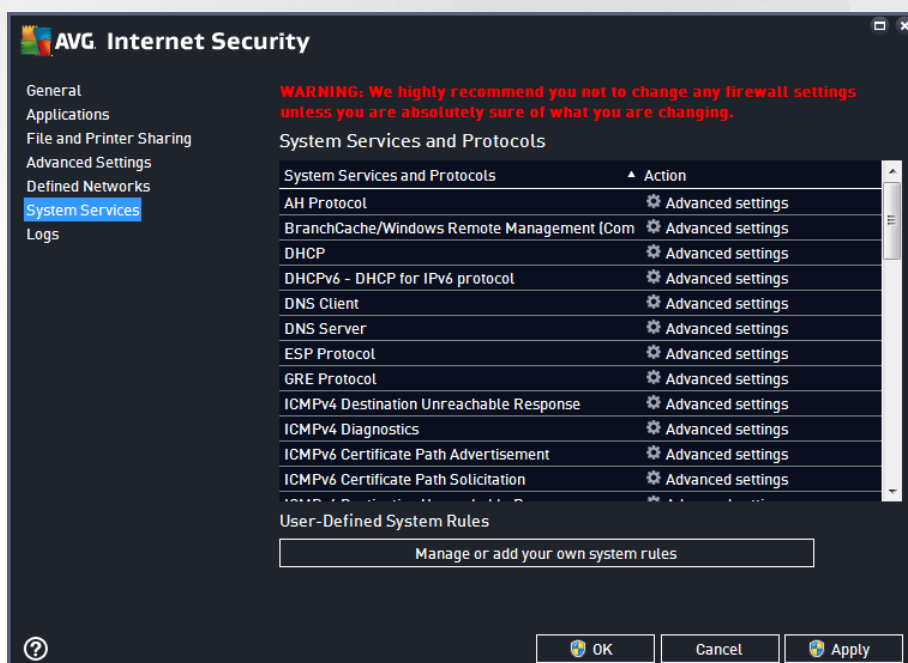 AVG Internet Security
General
Applications
File and Printer Sharing
Advanced Settings
Defined Networks
System Services
Logs
WARNING: We highly recommend you not to change any firewall settings
unless you are absolutely sure of what you are changing.
System Services and Protocols
System Services and Protocols Action
AH Protocol Advanced settings
BranchCache/Windows Remote Management (Com Advanced settings
DHCP Advanced settings
DHCPv6 - DHCP for IPv6 protocol Advanced settings
DNS Client Advanced settings
DNS Server Advanced settings
ESP Protocol Advanced settings
GRE Protocol Advanced settings
ICMPv4 Destination Unreachable Response Advanced settings
ICMPv4 Diagnostics Advanced settings
ICMPv6 Certificate Path Advertisement Advanced settings
ICMPv6 Certificate Path Solicitation Advanced settings
User-Defined System Rules
Manage or add your own system rules
OK Cancel Apply